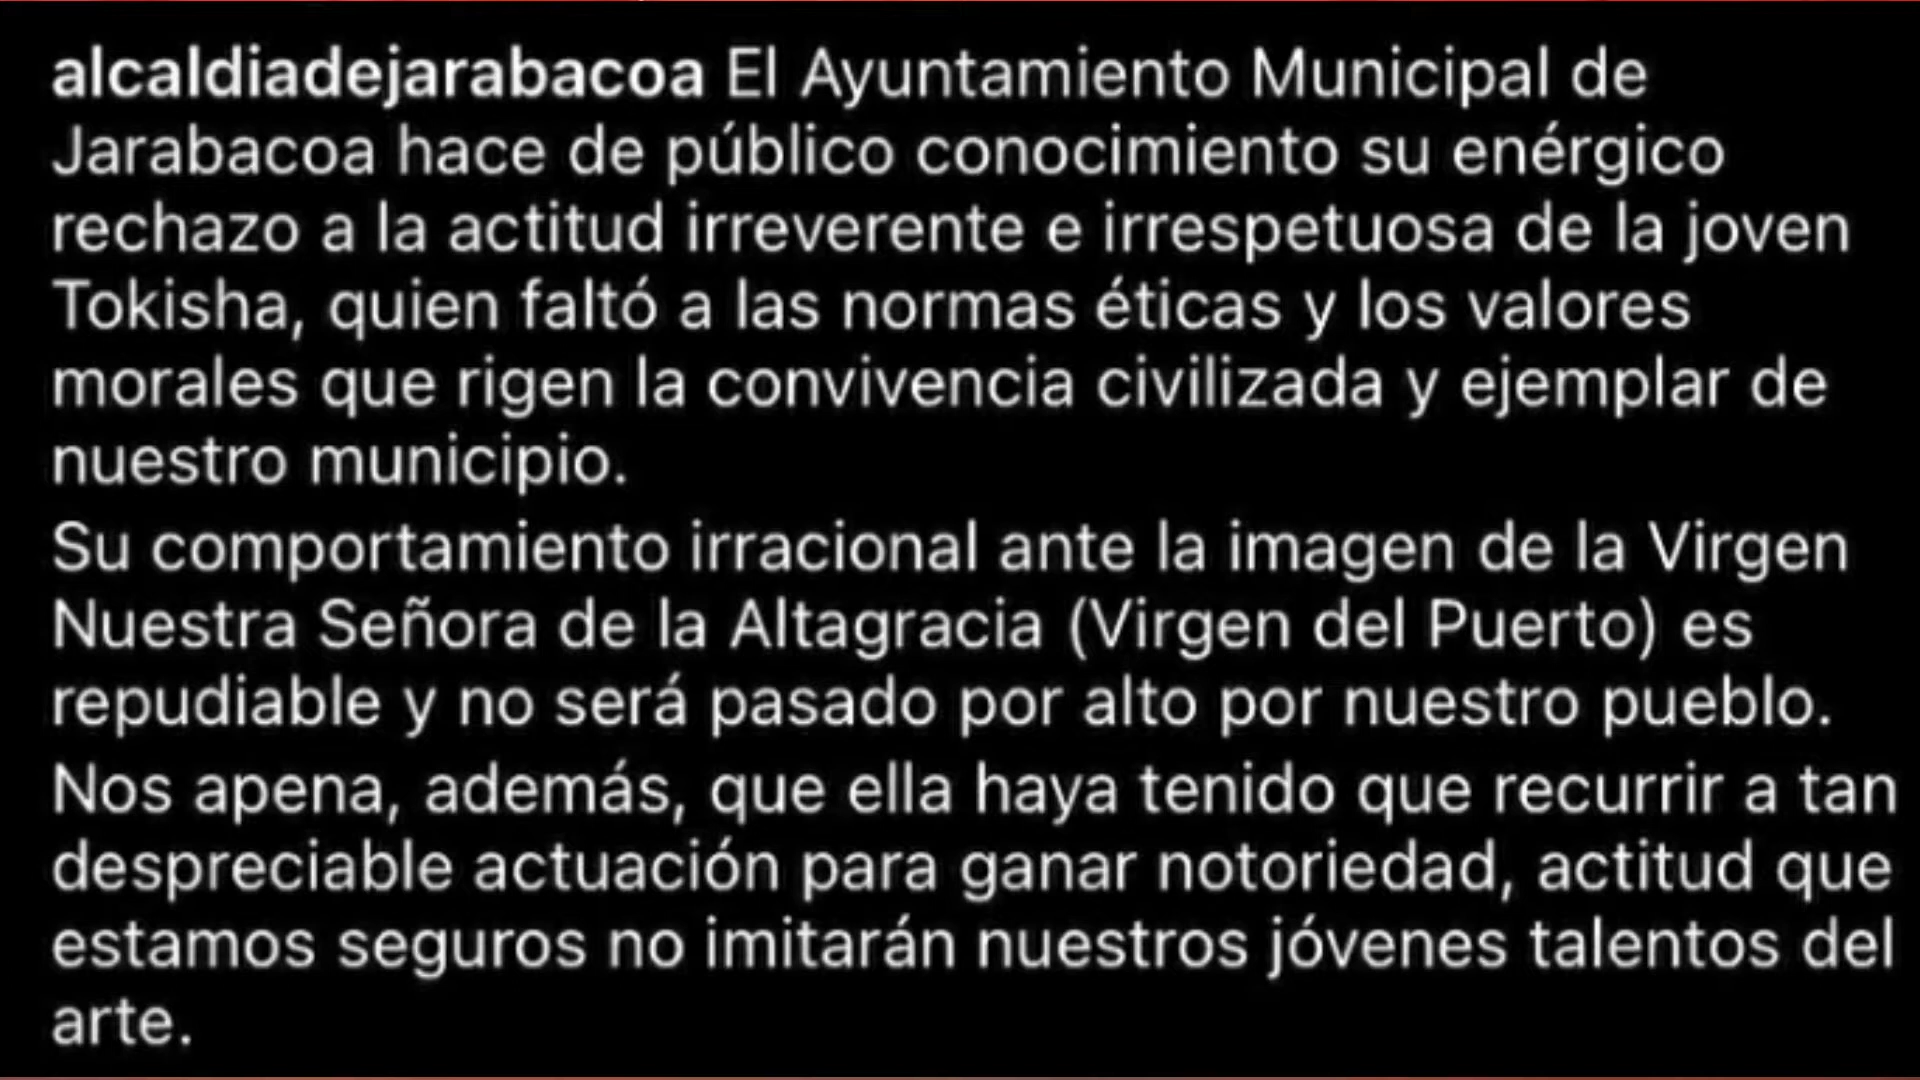 alcaldiadejarabacoa El Ayuntamiento Municipal de
Jarabacoa hace de público conocimiento su enérgico
rechazo a la actitud irreverente e irrespetuosa de la joven
Tokisha, quien faltó a las normas éticas y los valores
morales que rigen la convivencia civilizada y ejemplar de
nuestro municipio.
Su comportamiento irracional ante la imagen de la Virgen
Nuestra Señora de la Altagracia (Virgen del Puerto) es
repudiable y no será pasado por alto por nuestro pueblo.
Nos apena, además, que ella haya tenido que recurrir a tan
despreciable actuación para ganar notoriedad, actitud que
estamos seguros no imitarán nuestros jóvenes talentos del
arte.